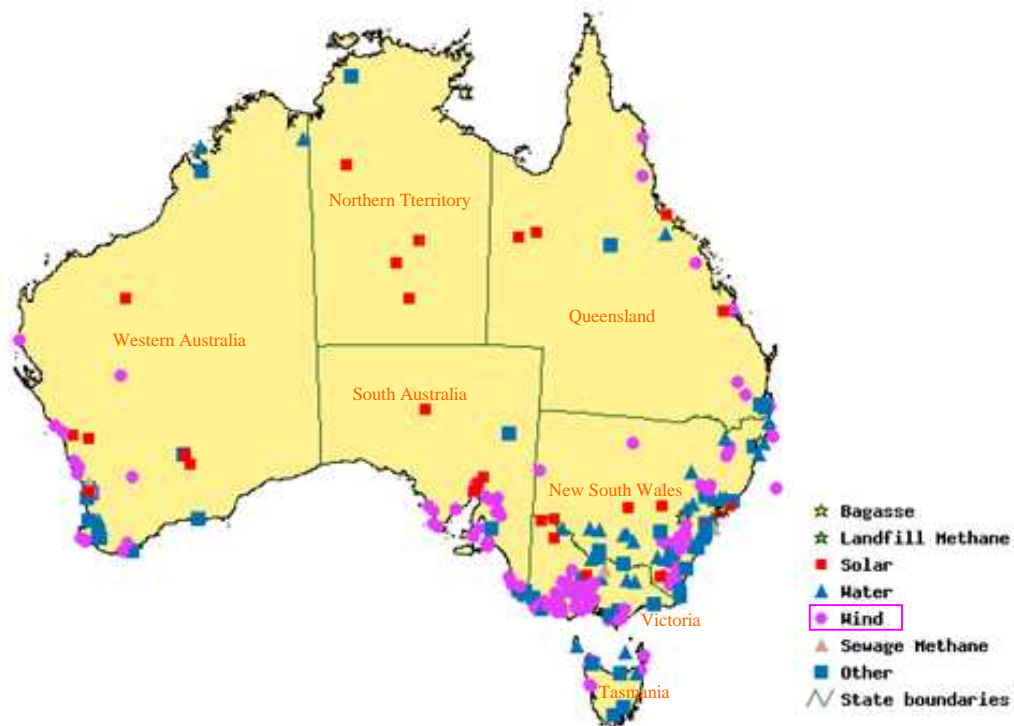 Northern Tterritory
Queensland
Western Australia
South Australia
New South Wales
Victoria
Tasmania
Bagasse
Landfill Methane
Solar
Water
Wind
Sewage Methane
Other
State boundaries